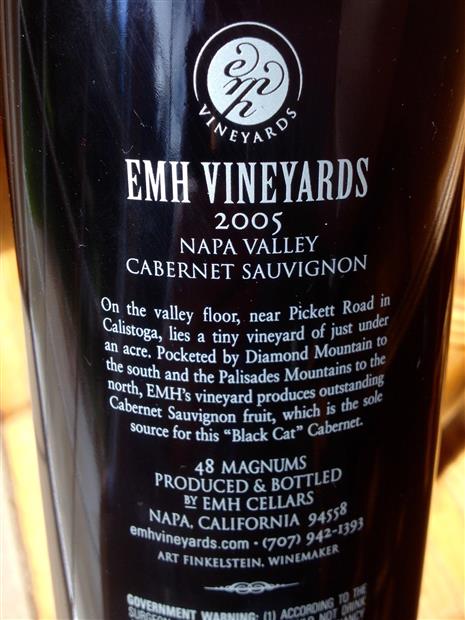 emh
VINEYARDS
EMH VINEYARDS
2005
NAPA VALLEY
CABERNET SAUVIGNON
On the valley floor, near Pickett Road in
Calistoga, lies a tiny vineyard of just under
an acre. Pocketed by Diamond Mountain to
the south and the Palisades Mountains to the
north, EMH's vineyard produces outstanding
Cabernet Sauvignon fruit, which is the sole
source for this "Black Cat" Cabernet.
48 MAGNUMS
PRODUCED & BOTTLED
BY EMH CELLARS
NAPA, CALIFORNIA 94558
emhvineyards.com • (707) 942-1393
ART FINKELSTEIN, WINEMAKER
GOVERNMENT WARNING: (1) ACCORDING TO THE
NOT DRINK